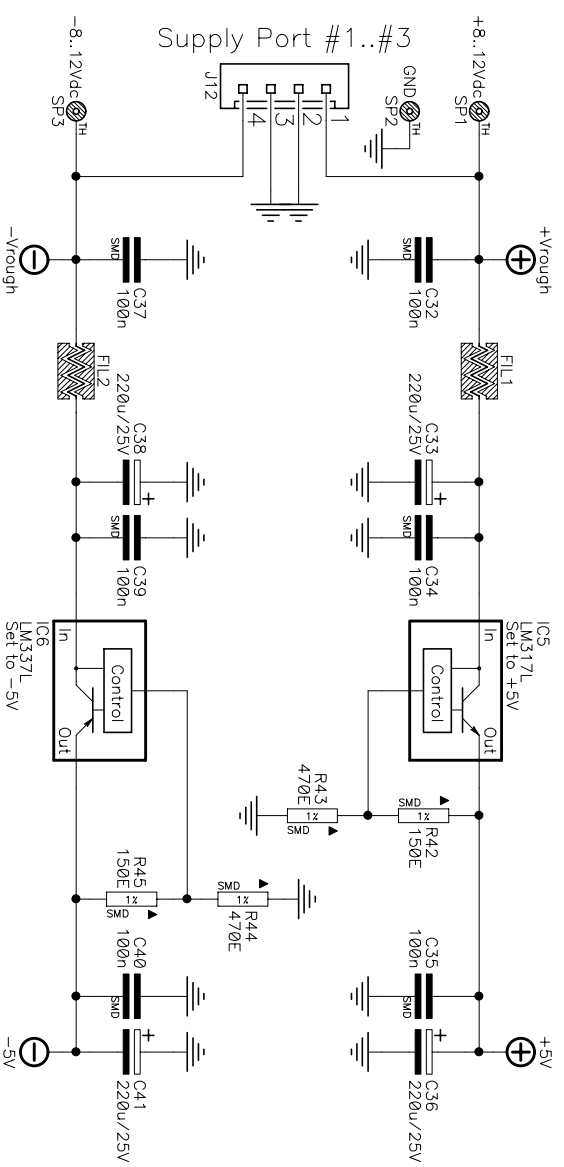 Supply Port #1..#3
J12
1
2
3
4
+8..12Vdc
SP1
TH
GND
SP2
TH
-8..12Vdc
SP3
TH
+Vrough
-Vrough
C32
100n
SMD
C37
100n
SMD
FIL1
FIL2
C33
220u/25V
+
C38
220u/25V
+
C34
100n
SMD
C39
100n
SMD
IC5
LM317L
Set to +5V
In
Out
Control
IC6
LM337L
Set to -5V
In
Out
Control
R42
150E
1%
SMD
R43
470E
1%
SMD
R44
470E
1%
SMD
R45
150E
1%
SMD
C35
100n
SMD
C40
100n
SMD
C36
220u/25V
+
C41
220u/25V
+
+5V
-5V